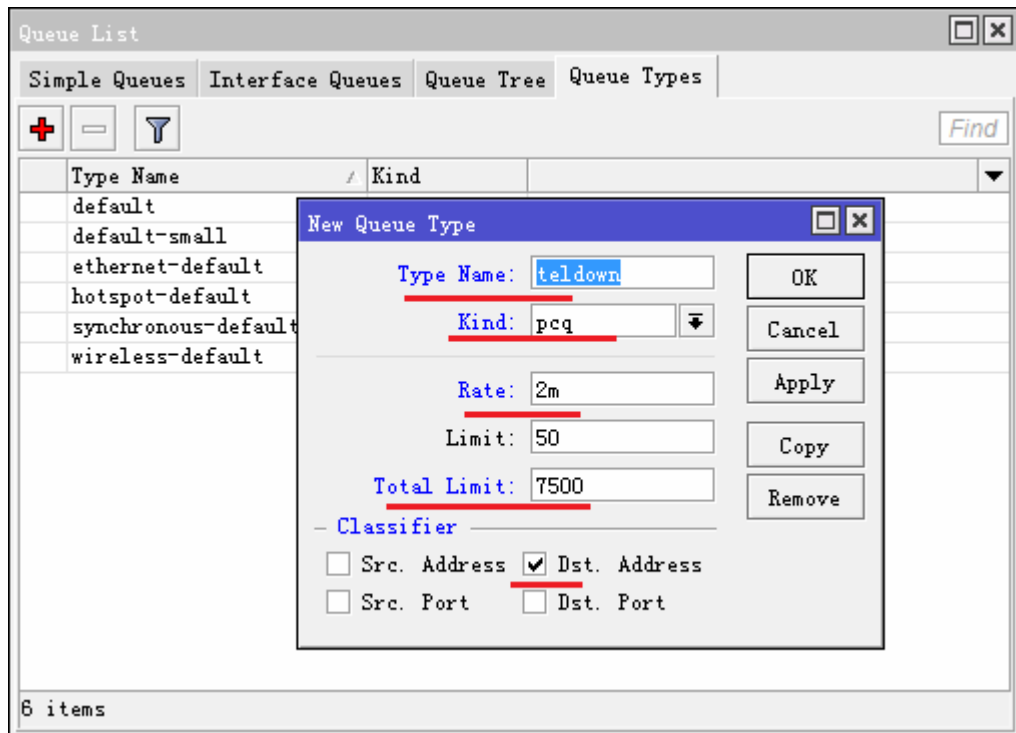 Queue List
Simple Queues Interface Queues Queue Tree Queue Types
Find
Type Name Kind
default
default-small
ethernet-default
hotspot-default
synchronous-default
wireless-default
New Queue Type
Type Name: teldown OK
Kind: pcq Cancel
Rate: 2m Apply
Limit: 50 Copy
Total Limit: 7500 Remove
Classifier
Src. Address Dst. Address
Src. Port Dst. Port
6 items